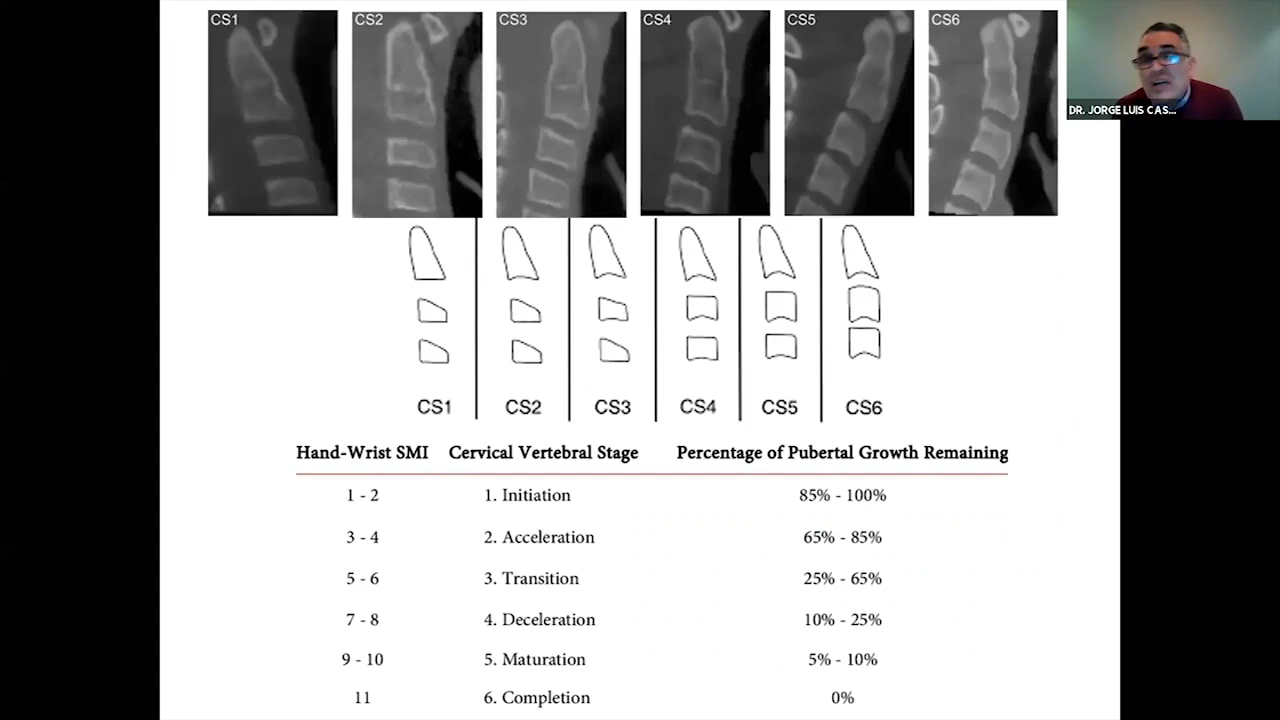 CS1 CS2 CS3 CS4 CS5 CS6
DR. JORGE LUIS CAS...
CS1 CS2 CS3 CS4 CS5 CS6
Hand-Wrist SMI Cervical Vertebral Stage Percentage of Pubertal Growth Remaining
1 - 2 1. Initiation 85% - 100%
3 - 4 2. Acceleration 65% - 85%
5 - 6 3. Transition 25% - 65%
7 - 8 4. Deceleration 10% - 25%
9 - 10 5. Maturation 5% - 10%
11 6. Completion 0%